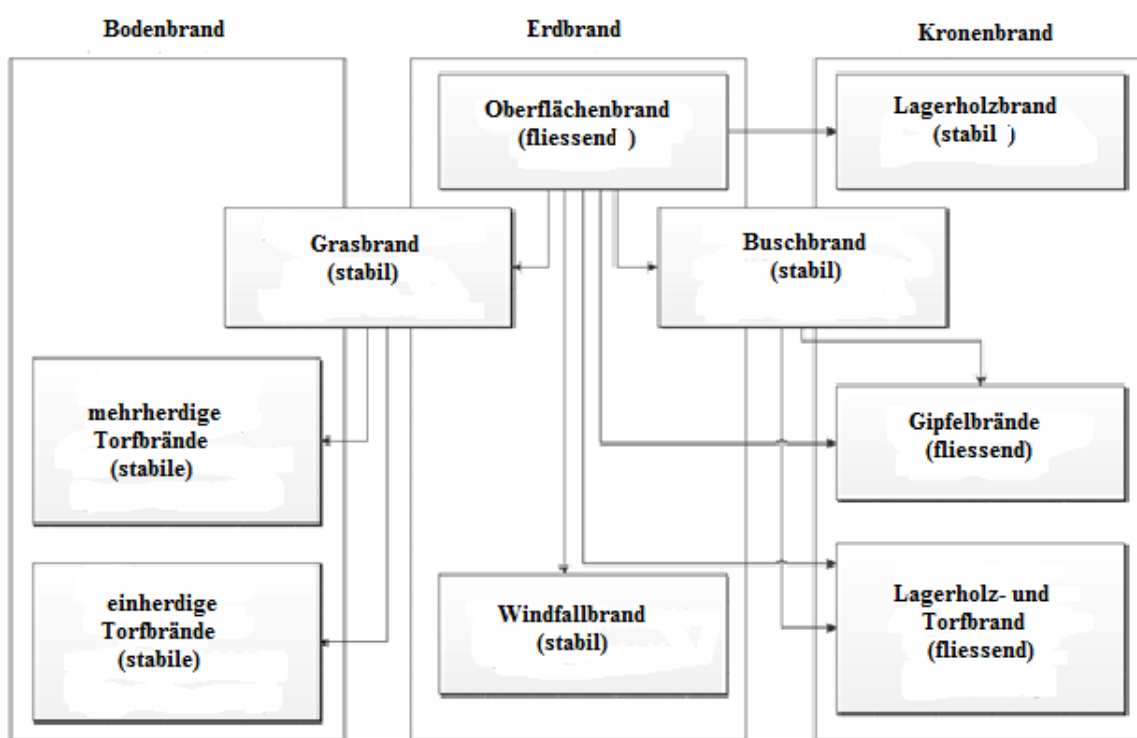 Bodenbrand
Erdbrand
Kronenbrand
Oberflächenbrand
(fliessend )
Lagerholzbrand
(stabil )
Grasbrand
(stabil)
Buschbrand
(stabil)
mehrherdige
Torfbrände
(stabile)
Gipfelbrände
(fliessend)
einherdige
Torfbrände
(stabile)
Windfallbrand
(stabil)
Lagerholz- und
Torfbrand
(fliessend)